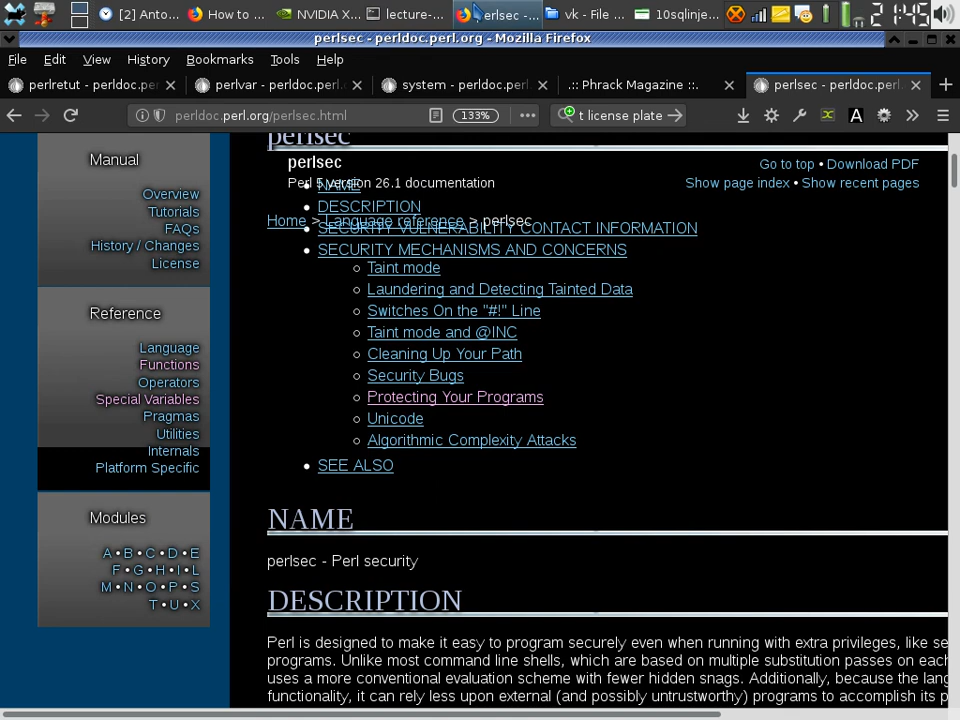 [2] Anto...
How to ...
NVIDIA X...
lecture-...
erlsec -...
vk - File ...
10sqlinje...
21:45
perlsec - perldoc.perl.org - Mozilla Firefox
File Edit View History Bookmarks Tools Help
perlretut - perldoc.pe
perlvar - perldoc.perl.
system - perldoc.perl
.:: Phrack Magazine ::.
perlsec - perldoc.perl.
perldoc.perl.org/perlsec.html
133%
t license plate
perlsec
perlsec
Perl 5 version 26.1 documentation
Go to top • Download PDF
Show page index • Show recent pages
Home > Language reference > perlsec
NAME
DESCRIPTION
SECURITY VULNERABILITY CONTACT INFORMATION
SECURITY MECHANISMS AND CONCERNS
Taint mode
Laundering and Detecting Tainted Data
Switches On the "#!" Line
Taint mode and @INC
Cleaning Up Your Path
Security Bugs
Protecting Your Programs
Unicode
Algorithmic Complexity Attacks
SEE ALSO
Manual
Overview
Tutorials
FAQs
History / Changes
License
Reference
Language
Functions
Operators
Special Variables
Pragmas
Utilities
Internals
Platform Specific
Modules
A • B • C • D • E
F • G • H • I • L
M • N • O • P • S
T • U • X
NAME
perlsec - Perl security
DESCRIPTION
Perl is designed to make it easy to program securely even when running with extra privileges, like se
programs. Unlike most command line shells, which are based on multiple substitution passes on each
uses a more conventional evaluation scheme with fewer hidden snags. Additionally, because the lang
functionality, it can rely less upon external (and possibly untrustworthy) programs to accomplish its p